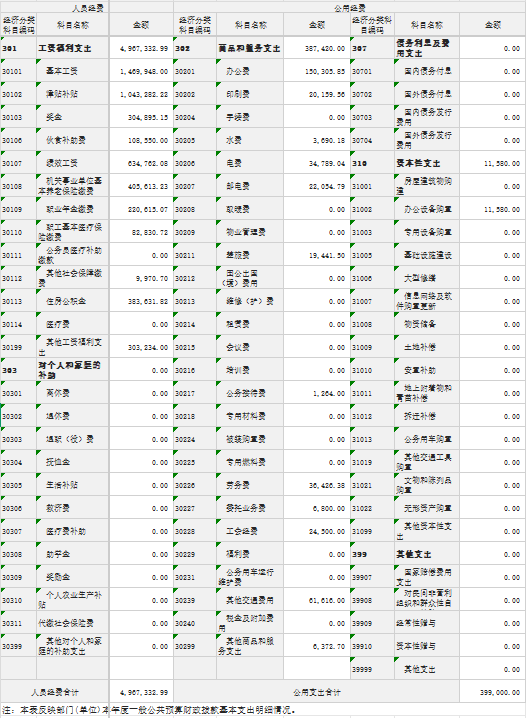 人员经费 公用经费
经济分类科目编码 科目名称 金额 经济分类科目编码 科目名称 金额 经济分类科目编码 科目名称 金额
301 工资福利支出 4,967,332.99 302 商品和服务支出 387,420.00 307 债务利息及费用支出 0.00
30101 基本工资 1,469,948.00 30201 办公费 150,305.85 30701 国内债务付息 0.00
30102 津贴补贴 1,043,282.22 30202 印刷费 20,159.56 30702 国外债务付息 0.00
30103 奖金 304,895.15 30204 手续费 0.00 30703 国内债务发行费用 0.00
30106 伙食补助费 108,550.00 30205 水费 3,690.18 30704 国外债务发行费用 0.00
30107 绩效工资 634,762.08 30206 电费 34,789.04 310 资本性支出 11,580.00
30108 机关事业单位基本养老保险缴费 405,613.23 30207 邮电费 22,054.79 31001 房屋建筑物购建 0.00
30109 职业年金缴费 220,615.07 30208 取暖费 0.00 31002 办公设备购置 11,580.00
30110 职工基本医疗保险缴费 82,830.72 30209 物业管理费 0.00 31003 专用设备购置 0.00
30111 公务员医疗补助缴款 0.00 30211 差旅费 19,441.50 31005 基础设施建设 0.00
30112 其他社会保障缴费 9,970.70 30212 因公出国（境）费用 0.00 31006 大型修缮 0.00
30113 住房公积金 383,631.82 30213 维修（护）费 0.00 31007 信息网络及软件购置更新 0.00
30114 医疗费 0.00 30214 租赁费 0.00 31008 物资储备 0.00
30199 其他工资福利支出 303,234.00 30215 会议费 0.00 31009 土地补偿 0.00
303 对个人和家庭的补助 0.00 30216 培训费 0.00 31010 安置补助 0.00
30301 离休费 0.00 30217 公务接待费 1,264.00 31011 地上附着物和青苗补偿 0.00
30302 退休费 0.00 30218 专用材料费 0.00 31012 拆迁补偿 0.00
30303 退职（役）费 0.00 30224 被装购置费 0.00 31013 公务用车购置 0.00
30304 抚恤金 0.00 30225 专用燃料费 0.00 31019 其他交通工具购置 0.00
30305 生活补贴 0.00 30226 劳务费 36,426.38 31021 文物和陈列品购置 0.00
30306 救济费 0.00 30227 委托业务费 6,800.00 31022 无形资产购置 0.00
30307 医疗费补助 0.00 30228 工会经费 24,500.00 31099 其他资本性支出 0.00
30308 助学金 0.00 30229 福利费 0.00 399 其他支出 0.00
30309 奖励金 0.00 30231 公务用车运行维护费 0.00 39907 国家赔偿费用支出 0.00
30310 个人农业生产补贴 0.00 30239 其他交通费用 61,616.00 39908 对民间非营利组织和群众性自 0.00
30311 代缴社会保险费 0.00 30240 税金及附加费用 0.00 39909 经常性赠与 0.00
30399 其他对个人和家庭的补助支出 0.00 30299 其他商品和服务支出 6,372.70 39910 资本性赠与 0.00
39999 其他支出 0.00
人员经费合计 4,967,332.99 公用支出合计 399,000.00
注：本表反映部门(单位)本年度一般公共预算财政拨款基本支出明细情况。